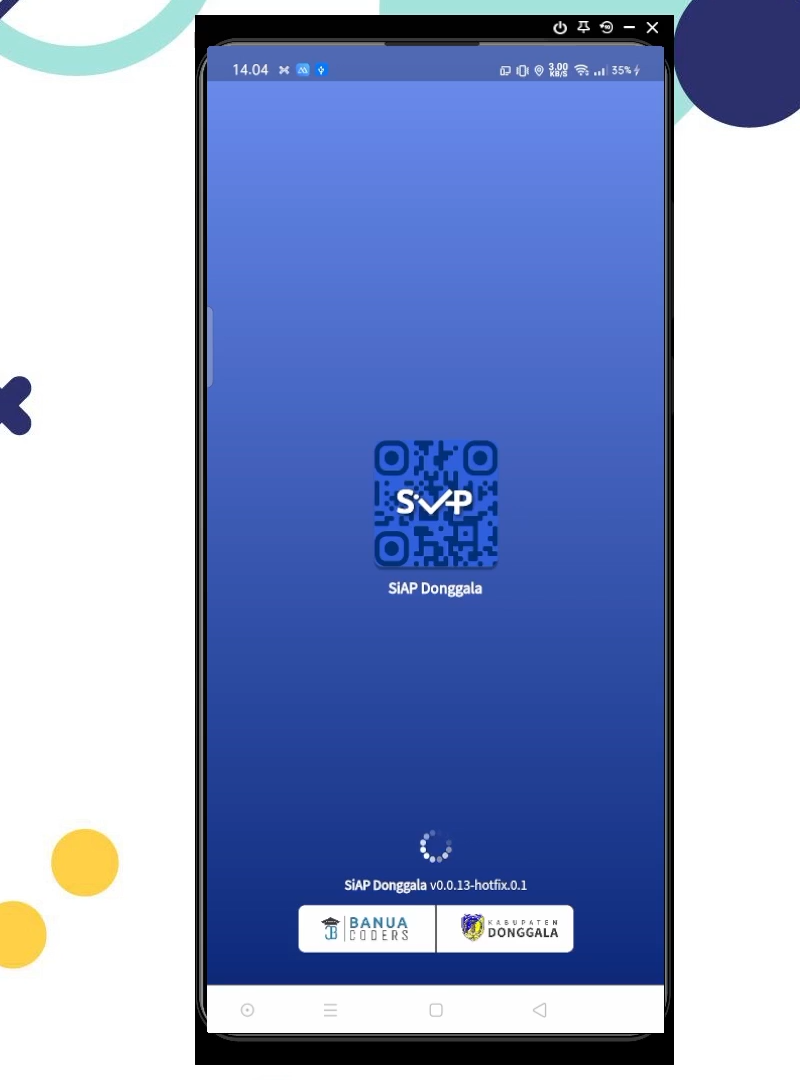 14.04
3.00
KB/S
35%
SiAP
SiAP Donggala
SiAP Donggala v0.0.13-hotfix.0.1
BANUA
CODERS
KABUPATEN
DONGGALA